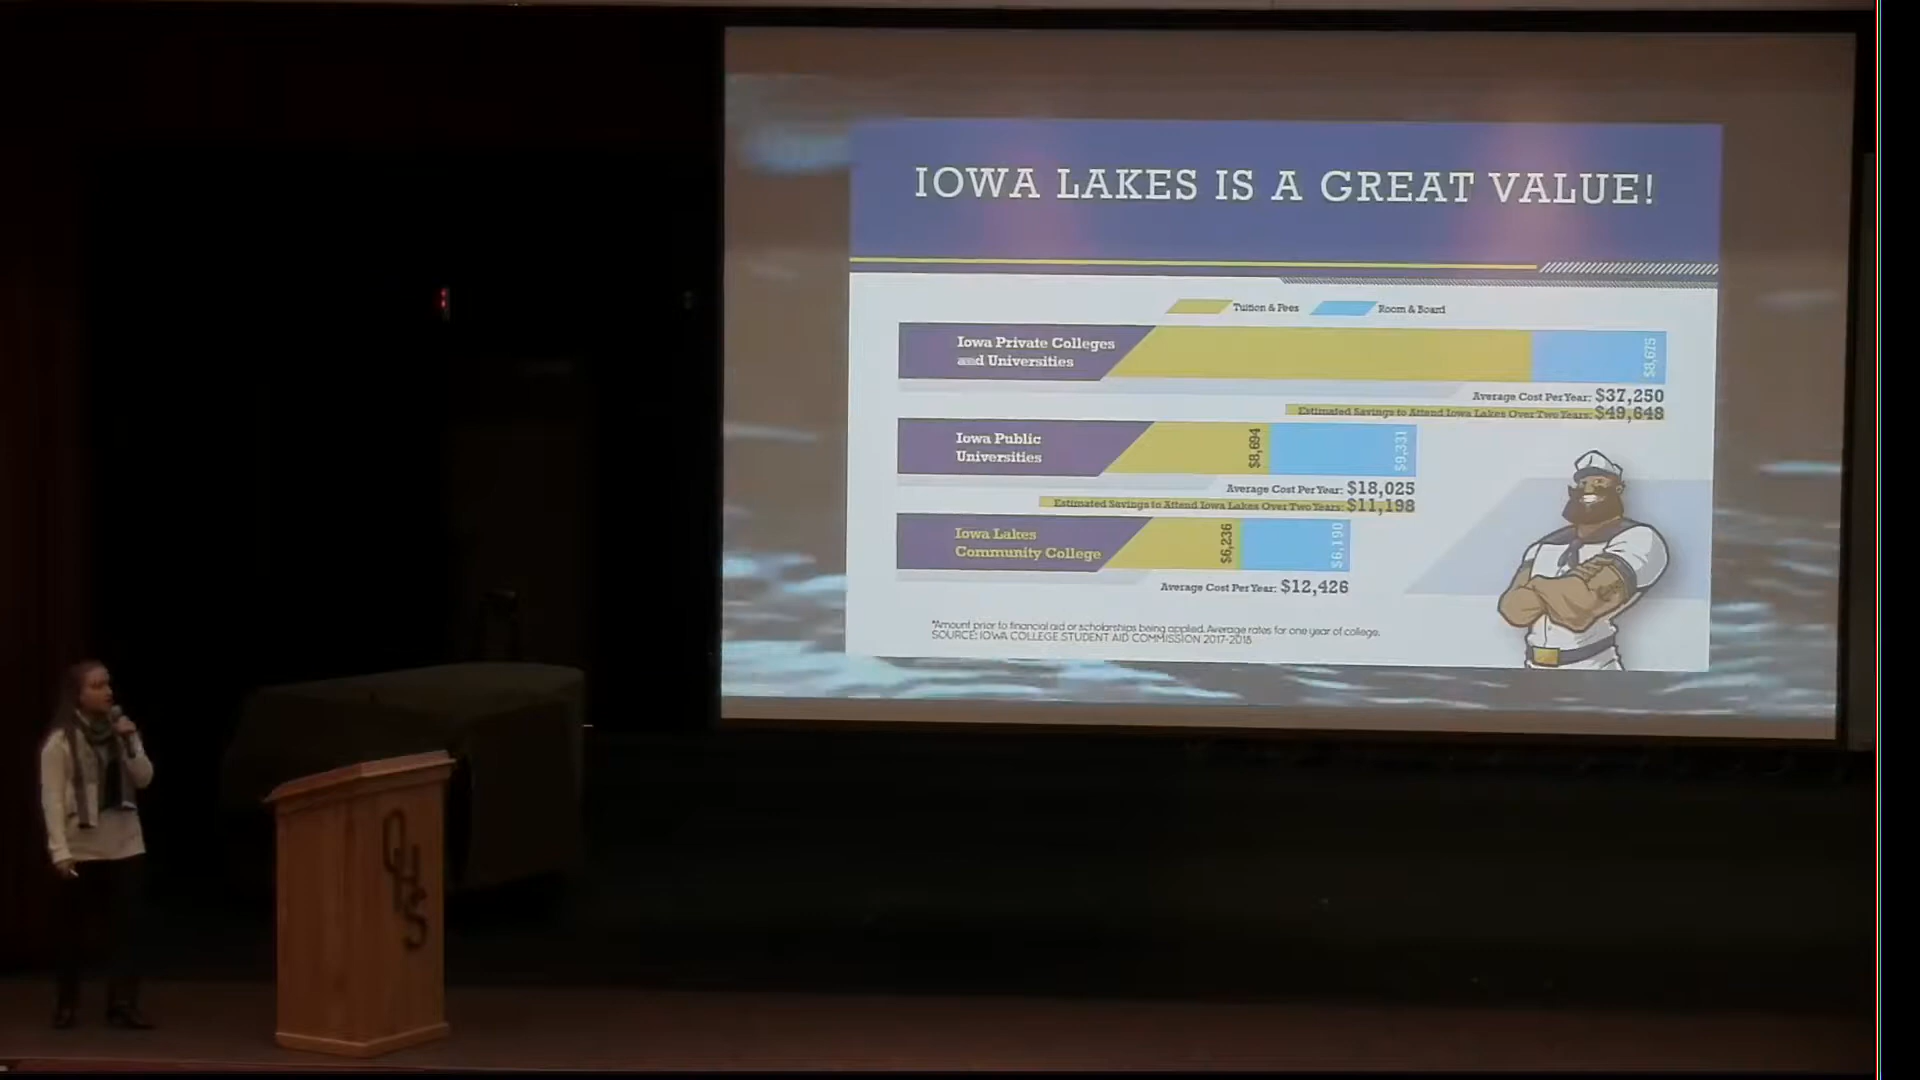 IOWA LAKES IS A GREAT VALUE!
Tuition & Fees
Room & Board
Iowa Private Colleges
and Universities
$8,675
Average Cost Per Year: $37,250
Estimated Savings to Attend Iowa Lakes Over Two Years: $49,648
Iowa Public
Universities
$8,694
$9,331
Average Cost Per Year: $18,025
Estimated Savings to Attend Iowa Lakes Over Two Years: $11,198
Iowa Lakes
Community College
$6,236
$6,190
Average Cost Per Year: $12,426
*Amount prior to financial aid or scholarships being applied. Average rates for one year of college.
SOURCE: IOWA COLLEGE STUDENT AID COMMISSION 2017-2018
OHS